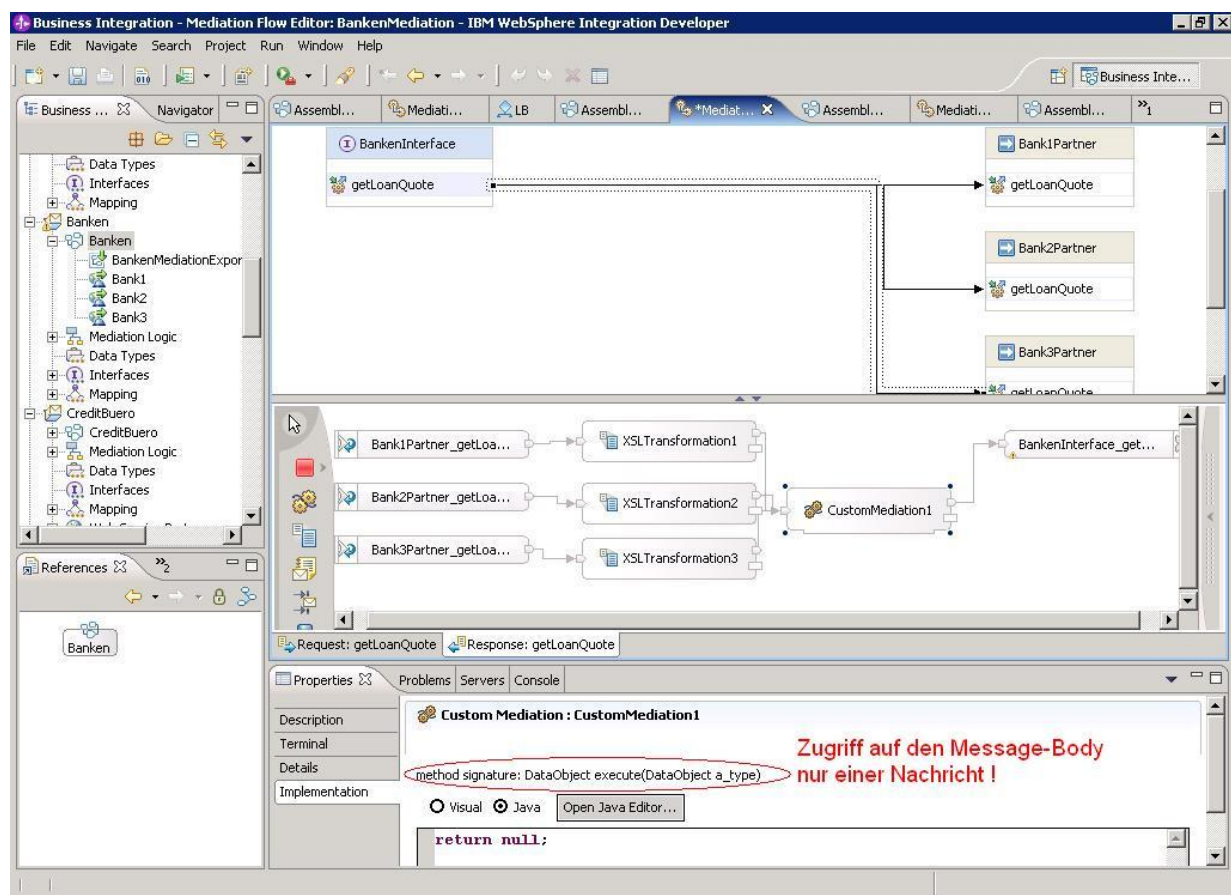 Business Integration - Mediation Flow Editor: BankenMediation - IBM WebSphere Integration Developer
File Edit Navigate Search Project Run Window Help
Business Inte...
Business ... Navigator
Assembl... Mediati... LB Assembl... *Mediat... Assembl... Mediati... Assembl... »1
Data Types
Interfaces
Mapping
Banken
Banken
BankenMediationExpor
Bank1
Bank2
Bank3
Mediation Logic
Data Types
Interfaces
Mapping
CreditBuero
CreditBuero
Mediation Logic
Data Types
Interfaces
Mapping
BankenInterface
getLoanQuote
Bank1Partner
getLoanQuote
Bank2Partner
getLoanQuote
Bank3Partner
getLoanQuote
Bank1Partner_getLoa... XSLTransformation1 BankenInterface_get...
Bank2Partner_getLoa... XSLTransformation2 CustomMediation1
Bank3Partner_getLoa... XSLTransformation3
Request: getLoanQuote Response: getLoanQuote
References »2
Banken
Properties Problems Servers Console
Description
Terminal
Details
Implementation
Custom Mediation : CustomMediation1
method signature: DataObject execute(DataObject a_type)
Visual Java Open Java Editor...
return null;
Zugriff auf den Message-Body
nur einer Nachricht !